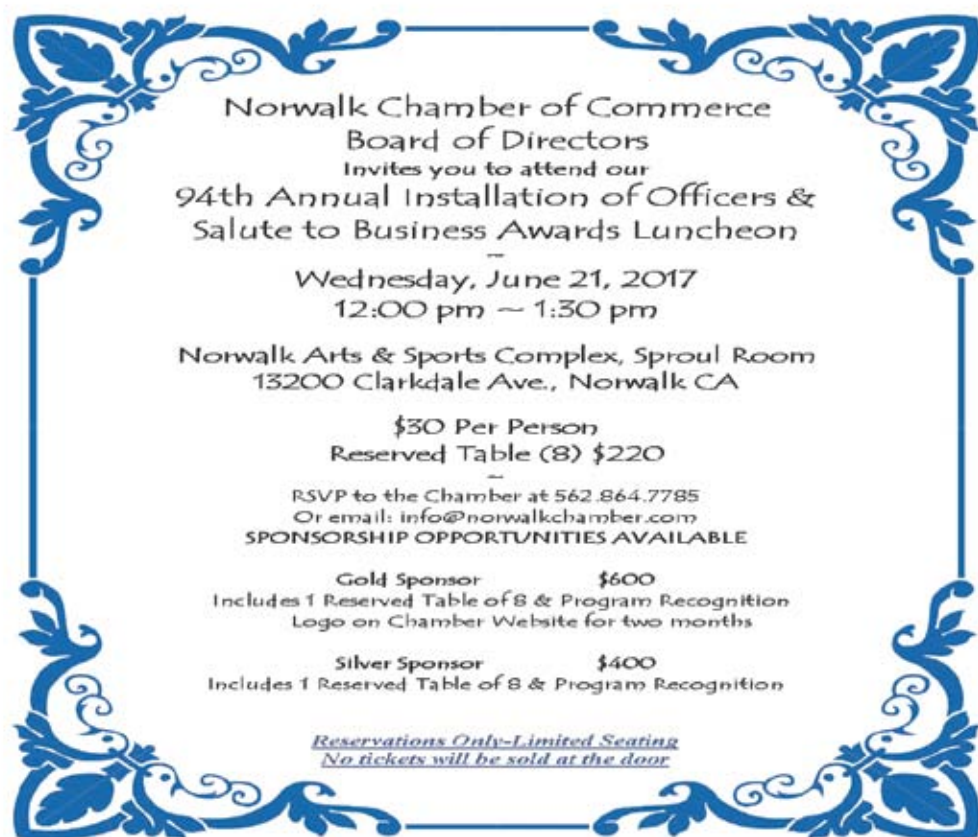 Norwalk Chamber of Commerce
Board of Directors
Invites you to attend our
94th Annual Installation of Officers &
Salute to Business Awards Luncheon
~
Wednesday, June 21, 2017
12:00 pm ~ 1:30 pm
Norwalk Arts & Sports Complex, Sproul Room
13200 Clarkdale Ave., Norwalk CA
$30 Per Person
Reserved Table (8) $220
~
RSVP to the Chamber at 562.864.7785
Or email: info@norwalkchamber.com
SPONSORSHIP OPPORTUNITIES AVAILABLE
Gold Sponsor $600
Includes 1 Reserved Table of 8 & Program Recognition
Logo on Chamber Website for two months
Silver Sponsor $400
Includes 1 Reserved Table of 8 & Program Recognition
Reservations Only-Limited Seating
No tickets will be sold at the door